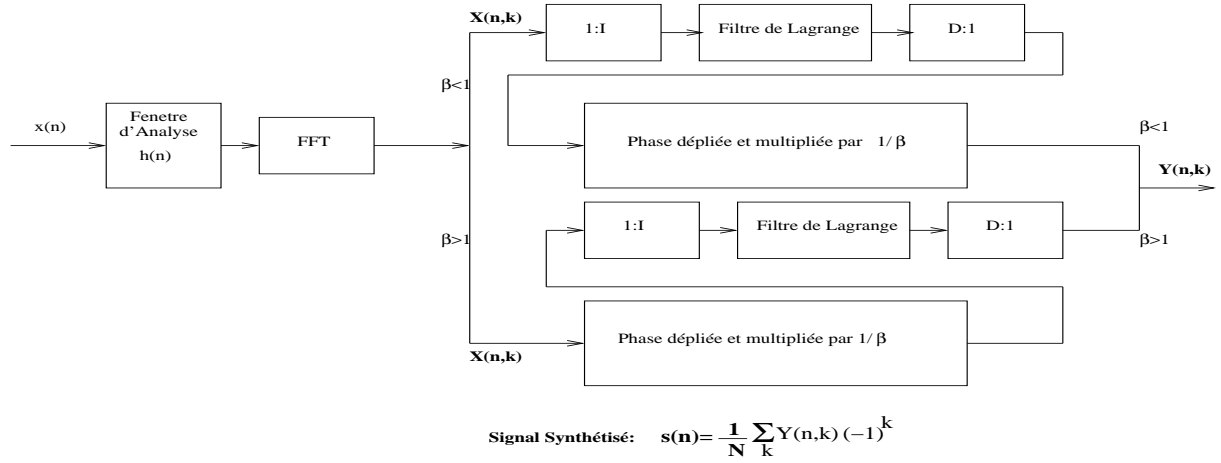 X(n,k)
1:I
Filtre de Lagrange
D:1
β<1
x(n)
Fenetre
d'Analyse
h(n)
FFT
Phase dépliée et multipliée par 1/β
β<1
Y(n,k)
β>1
1:I
Filtre de Lagrange
D:1
β>1
X(n,k)
Phase dépliée et multipliée par 1/β
Signal Synthétisé: s(n)= 1/N ∑k Y(n,k) (−1)^k